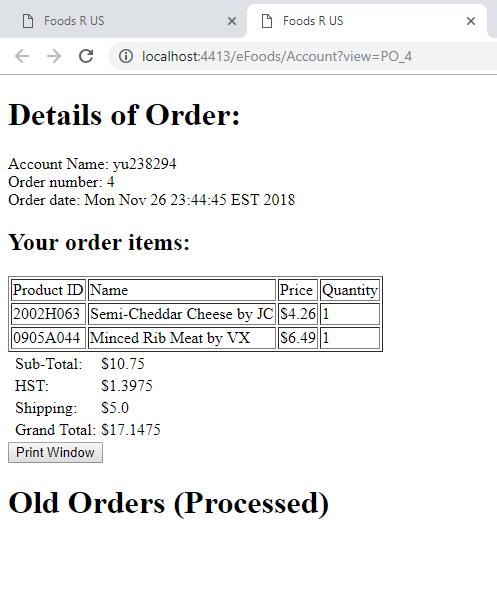 Foods R US
Foods R US
localhost:4413/eFoods/Account?view=PO_4
Details of Order:
Account Name: yu238294
Order number: 4
Order date: Mon Nov 26 23:44:45 EST 2018
Your order items:
Product ID Name Price Quantity
2002H063 Semi-Cheddar Cheese by JC $4.26 1
0905A044 Minced Rib Meat by VX $6.49 1
Sub-Total: $10.75
HST: $1.3975
Shipping: $5.0
Grand Total: $17.1475
Print Window
Old Orders (Processed)